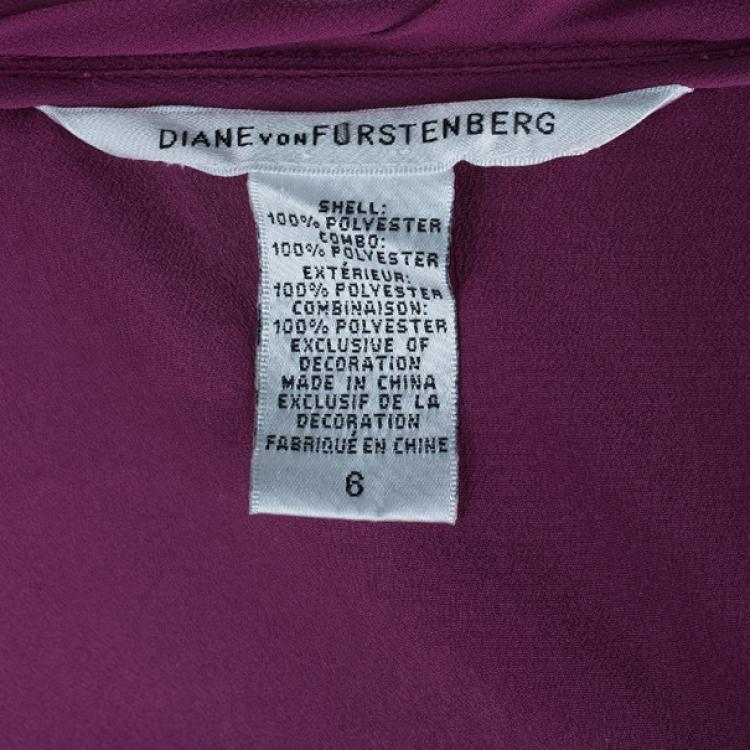 DIANE VON FURSTENBERG
SHELL:
100% POLYESTER
COMBO:
100% POLYESTER
EXTÉRIEUR:
100% POLYESTER
COMBINAISON:
100% POLYESTER
EXCLUSIVE OF
DECORATION
MADE IN CHINA
EXCLUSIF DE LA
DECORATION
FABRIQUÉ EN CHINE
6